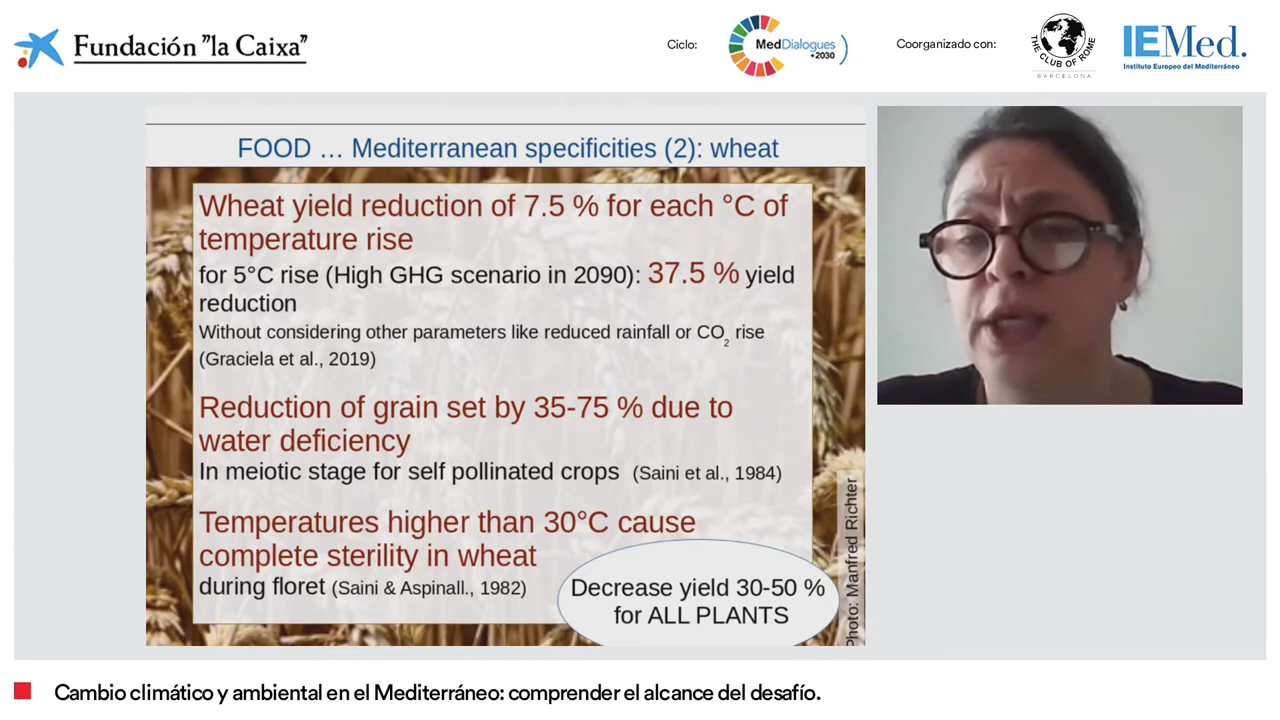 Fundación "la Caixa"
Ciclo:
MedDialogues
+2030
Coorganizado con:
THE CLUB OF ROME
BARCELONA
IEMed.
Instituto Europeo del Mediterráneo
FOOD … Mediterranean specificities (2): wheat
Wheat yield reduction of 7.5 % for each °C of
temperature rise
for 5°C rise (High GHG scenario in 2090): 37.5 % yield
reduction
Without considering other parameters like reduced rainfall or CO2 rise
(Graciela et al., 2019)
Reduction of grain set by 35-75 % due to
water deficiency
In meiotic stage for self pollinated crops (Saini et al., 1984)
Temperatures higher than 30°C cause
complete sterility in wheat
during floret (Saini & Aspinall., 1982)
Decrease yield 30-50 %
for ALL PLANTS
Photo: Manfred Richter
Cambio climático y ambiental en el Mediterráneo: comprender el alcance del desafío.